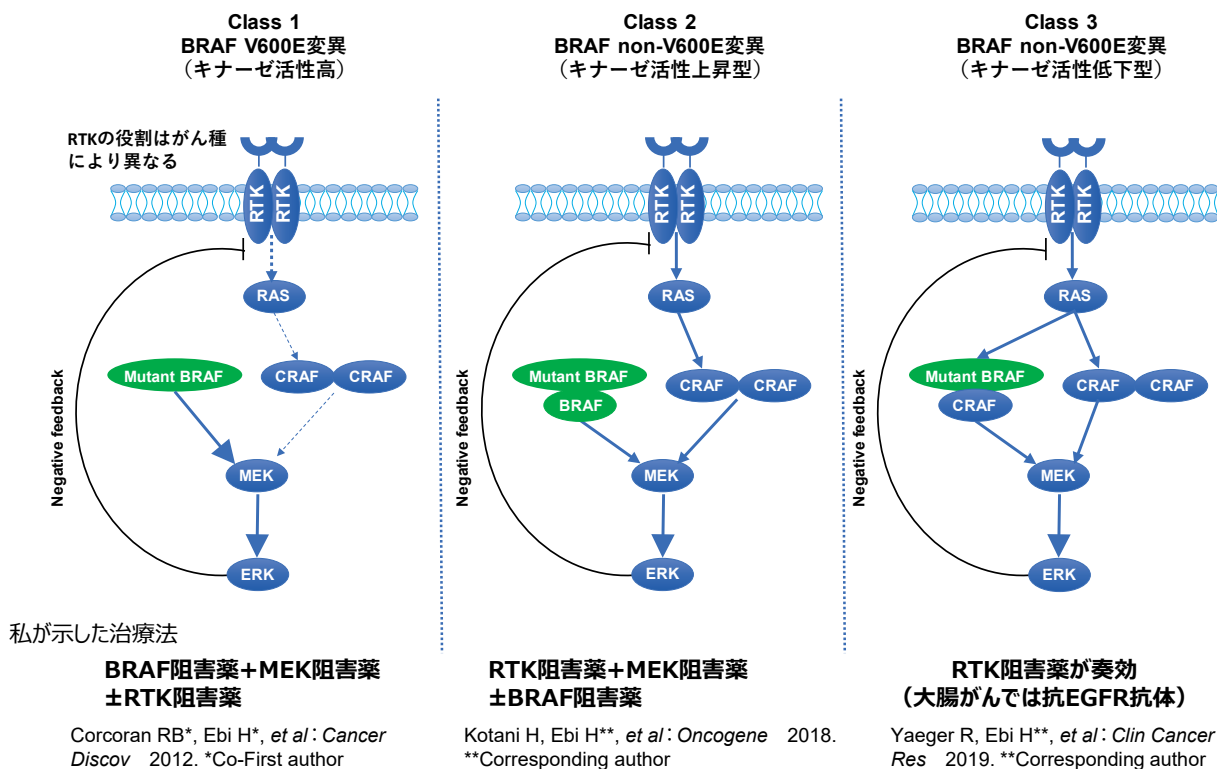 Class 1
BRAF V600E変異
（キナーゼ活性高）
RTKの役割はがん種
により異なる
RTK
RTK
RAS
Mutant BRAF
CRAF
CRAF
MEK
ERK
Negative feedback
Class 2
BRAF non-V600E変異
（キナーゼ活性上昇型）
RTK
RTK
RAS
Mutant BRAF
BRAF
CRAF
CRAF
MEK
ERK
Negative feedback
Class 3
BRAF non-V600E変異
（キナーゼ活性低下型）
RTK
RTK
RAS
Mutant BRAF
CRAF
CRAF
CRAF
MEK
ERK
Negative feedback
私が示した治療法
BRAF阻害薬＋MEK阻害薬
±RTK阻害薬
Corcoran RB*, Ebi H*, et al：Cancer
Discov 2012. *Co-First author
RTK阻害薬＋MEK阻害薬
±BRAF阻害薬
Kotani H, Ebi H**, et al：Oncogene 2018.
**Corresponding author
RTK阻害薬が奏効
（大腸がんでは抗EGFR抗体）
Yaeger R, Ebi H**, et al：Clin Cancer
Res 2019. **Corresponding author